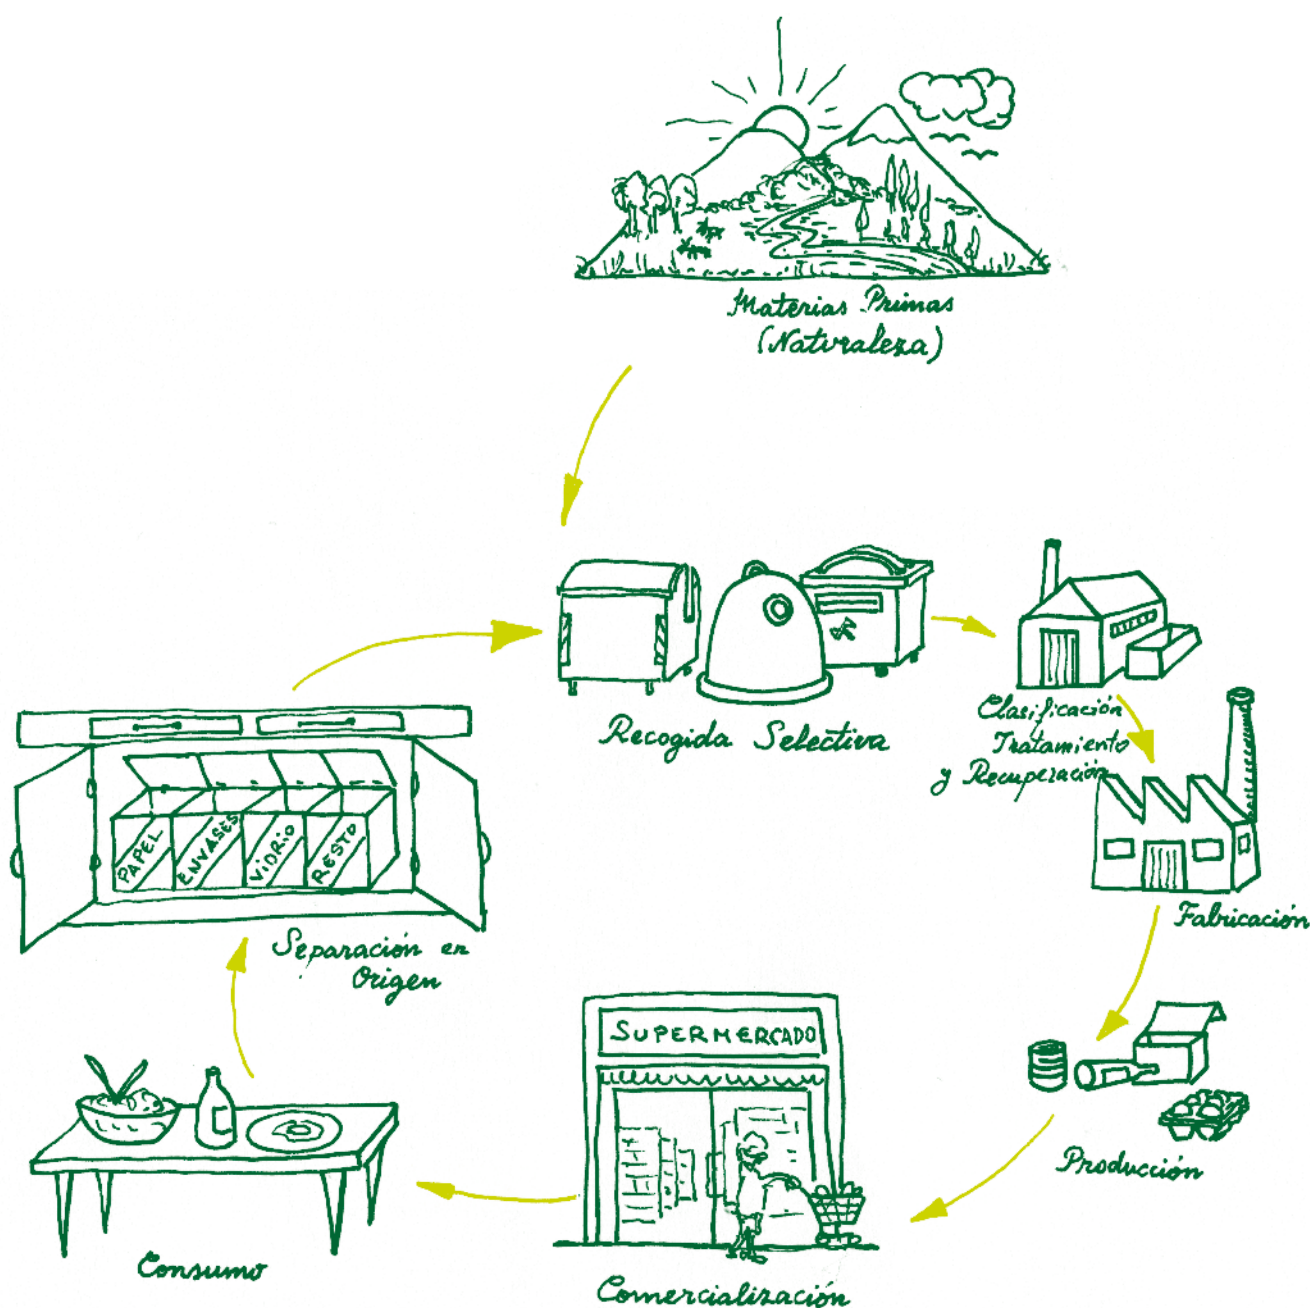 Materias Primas
(Naturaleza)
Recogida Selectiva
Clasificación
Tratamiento
y Recuperación
Fabricación
Producción
SUPERMERCADO
Comercialización
Consumo
PAPEL
ENVASES
VIDRIO
RESTO
Separación en
Origen